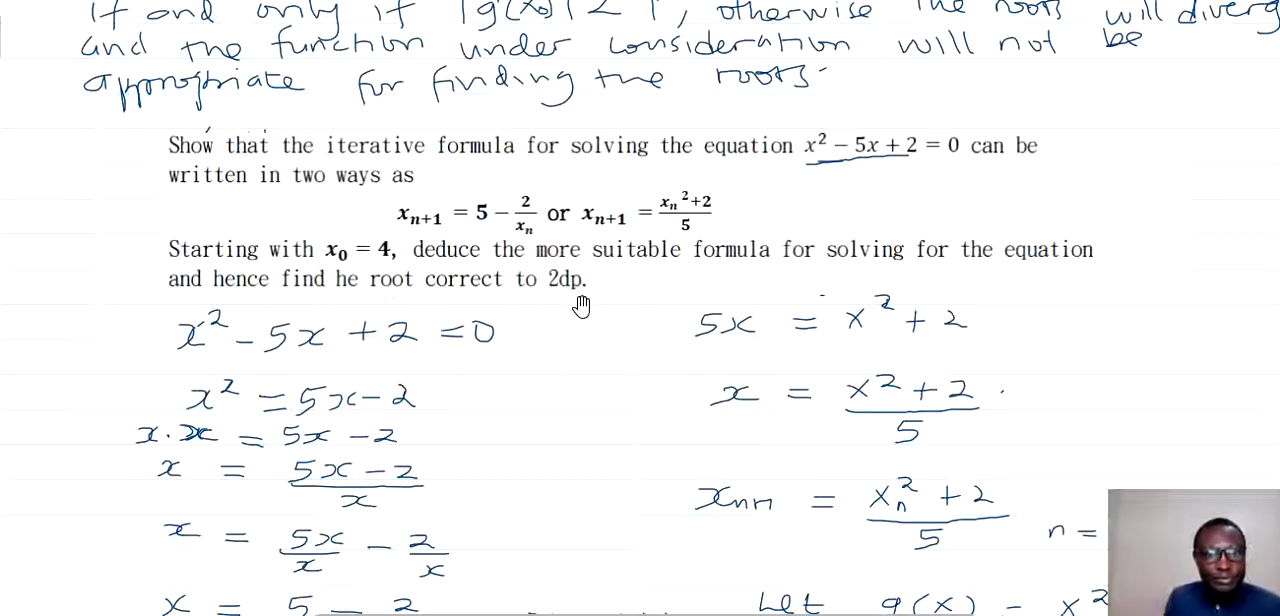 If and only if |g'(x₀)| < 1, otherwise the roots will diverg
and the function under consideration will not be
appropriate for finding the roots.
Show that the iterative formula for solving the equation x² − 5x + 2 = 0 can be
written in two ways as
xₙ₊₁ = 5 − 2/xₙ or xₙ₊₁ = (xₙ²+2)/5
Starting with x₀ = 4, deduce the more suitable formula for solving for the equation
and hence find he root correct to 2dp.
x² − 5x + 2 = 0
x² = 5x − 2
x·x = 5x − 2
x = (5x − 2)/x
x = 5x/x − 2/x
x = 5 − 2
5x = x² + 2
x = (x² + 2)/5
xₙ₊₁ = (xₙ² + 2)/5 n =
Let g(x) = x²